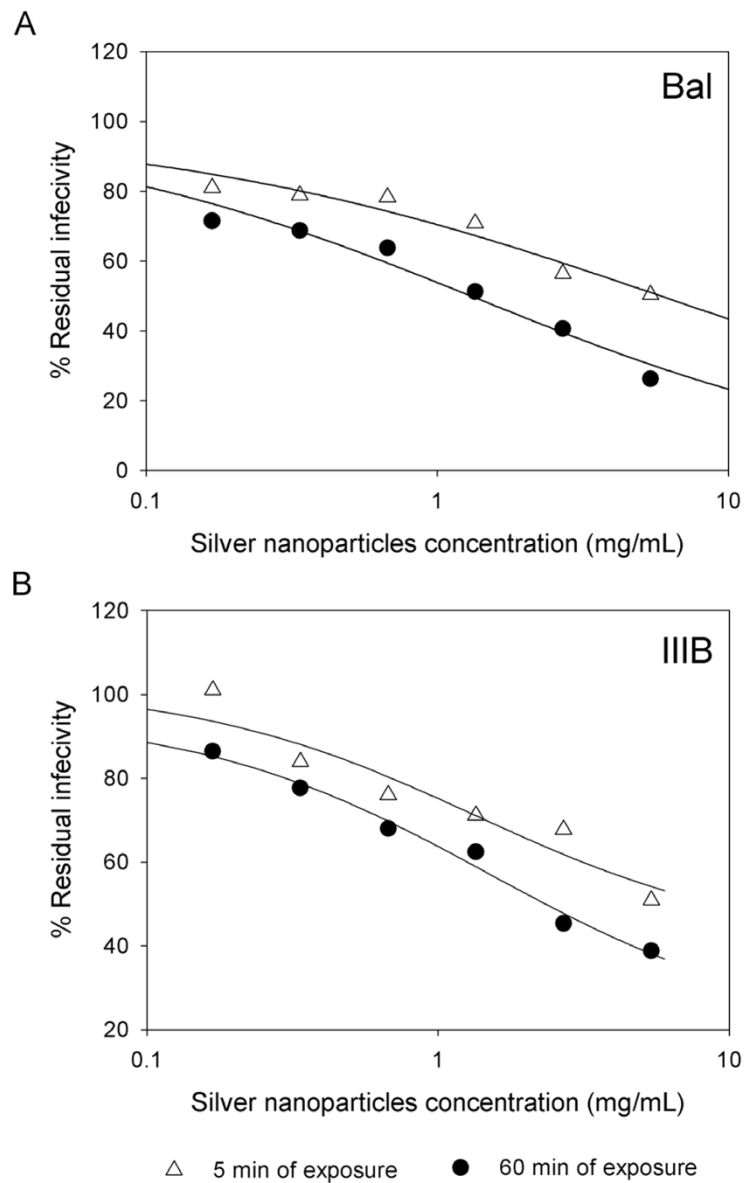 A
120
Bal
100
80
60
40
20
0
% Residual infecivity
0.1 1 10
Silver nanoparticles concentration (mg/mL)
B
120
IIIB
100
80
60
40
20
% Residual infecivity
0.1 1 10
Silver nanoparticles concentration (mg/mL)
5 min of exposure 60 min of exposure